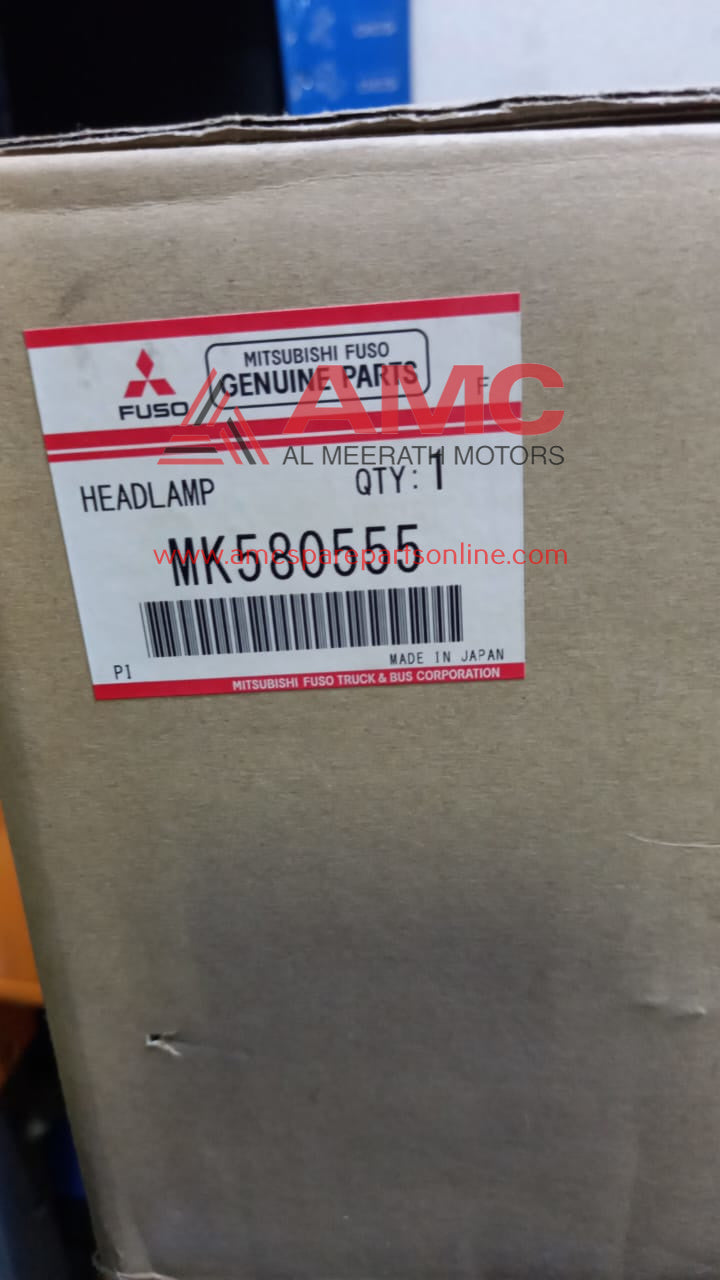 MITSUBISHI FUSO
GENUINE PARTS
FUSO
F
AMC
AL MEERATH MOTORS
HEADLAMP
QTY: 1
MK580555
www.amcsparepartsonline.com
MADE IN JAPAN
PI
MITSUBISHI FUSO TRUCK & BUS CORPORATION